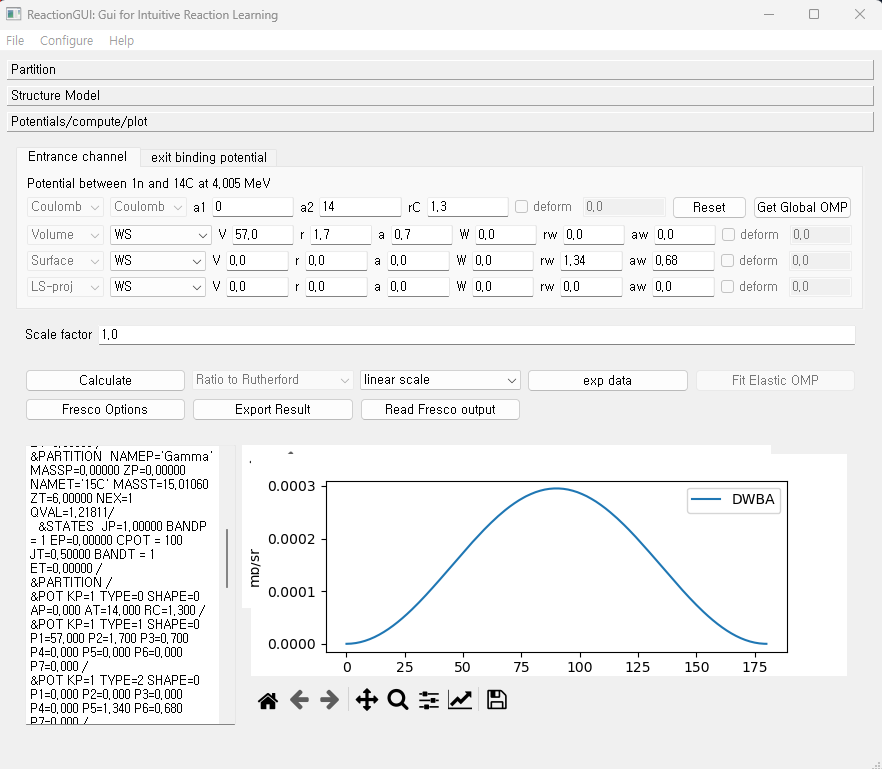 ReactionGUI: Gui for Intuitive Reaction Learning
File Configure Help
Partition
Structure Model
Potentials/compute/plot
Entrance channel exit binding potential
Potential between 1n and 14C at 4,005 MeV
Coulomb Coulomb a1 0 a2 14 rC 1,3 deform 0,0 Reset Get Global OMP
Volume WS V 57,0 r 1,7 a 0,7 W 0,0 rw 0,0 aw 0,0 deform 0,0
Surface WS V 0,0 r 0,0 a 0,0 W 0,0 rw 1,34 aw 0,68 deform 0,0
LS-proj WS V 0,0 r 0,0 a 0,0 W 0,0 rw 0,0 aw 0,0 deform 0,0
Scale factor 1,0
Calculate Ratio to Rutherford linear scale exp data Fit Elastic OMP
Fresco Options Export Result Read Fresco output
&PARTITION NAMEP='Gamma'
MASSP=0,00000 ZP=0,00000
NAMET='15C' MASST=15,01060
ZT=6,00000 NEX=1
QVAL=1,21811/
&STATES JP=1,00000 BANDP
= 1 EP=0,00000 CPOT = 100
JT=0,50000 BANDT = 1
ET=0,00000 /
&PARTITION /
&POT KP=1 TYPE=0 SHAPE=0
AP=0,000 AT=14,000 RC=1,300 /
&POT KP=1 TYPE=1 SHAPE=0
P1=57,000 P2=1,700 P3=0,700
P4=0,000 P5=0,000 P6=0,000
P7=0,000 /
&POT KP=1 TYPE=2 SHAPE=0
P1=0,000 P2=0,000 P3=0,000
P4=0,000 P5=1,340 P6=0,680
P7=0,000 /
mb/sr
0.0003
0.0002
0.0001
0.0000
DWBA
0 25 50 75 100 125 150 175